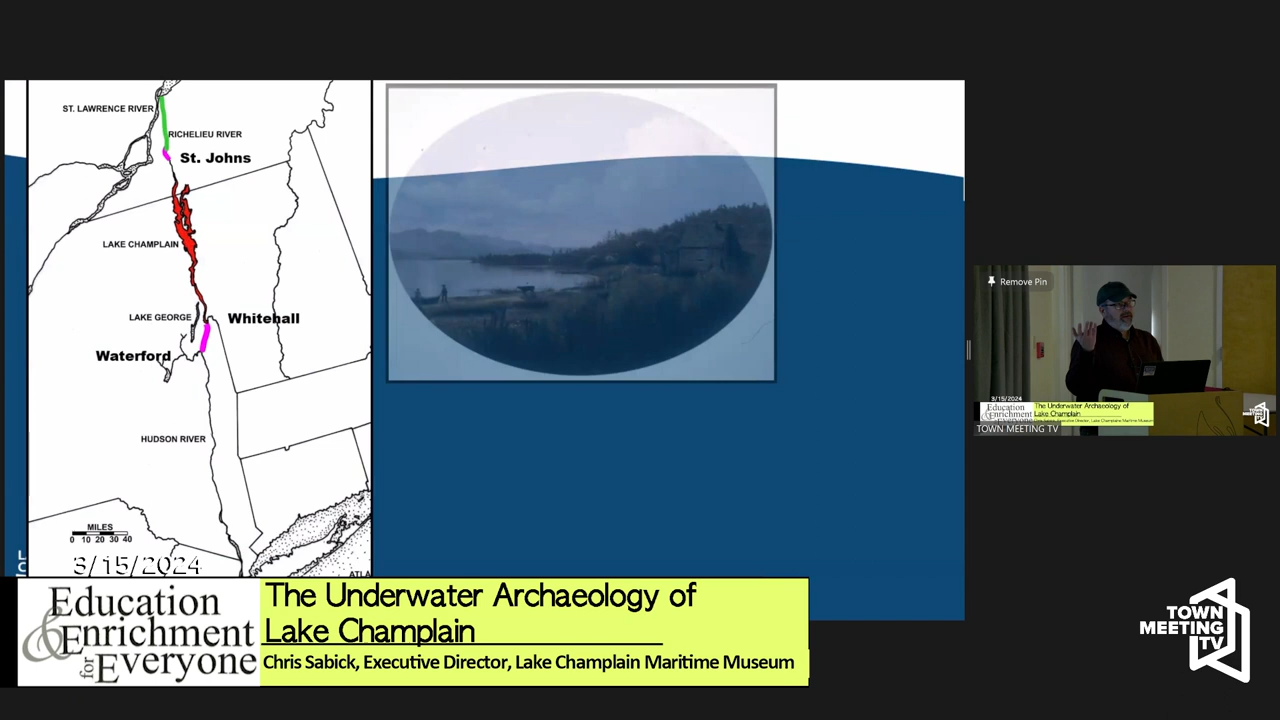 ST. LAWRENCE RIVER
RICHELIEU RIVER
St. Johns
LAKE CHAMPLAIN
LAKE GEORGE
Whitehall
Waterford
HUDSON RIVER
MILES
0 10 20 30 40
3/15/2024
Education
& Enrichment
for Everyone
The Underwater Archaeology of
Lake Champlain
Chris Sabick, Executive Director, Lake Champlain Maritime Museum
Remove Pin
3/15/2024
Education
Enrichment
The Underwater Archaeology of
Lake Champlain
TOWN MEETING TV
TOWN
MEETING
TV